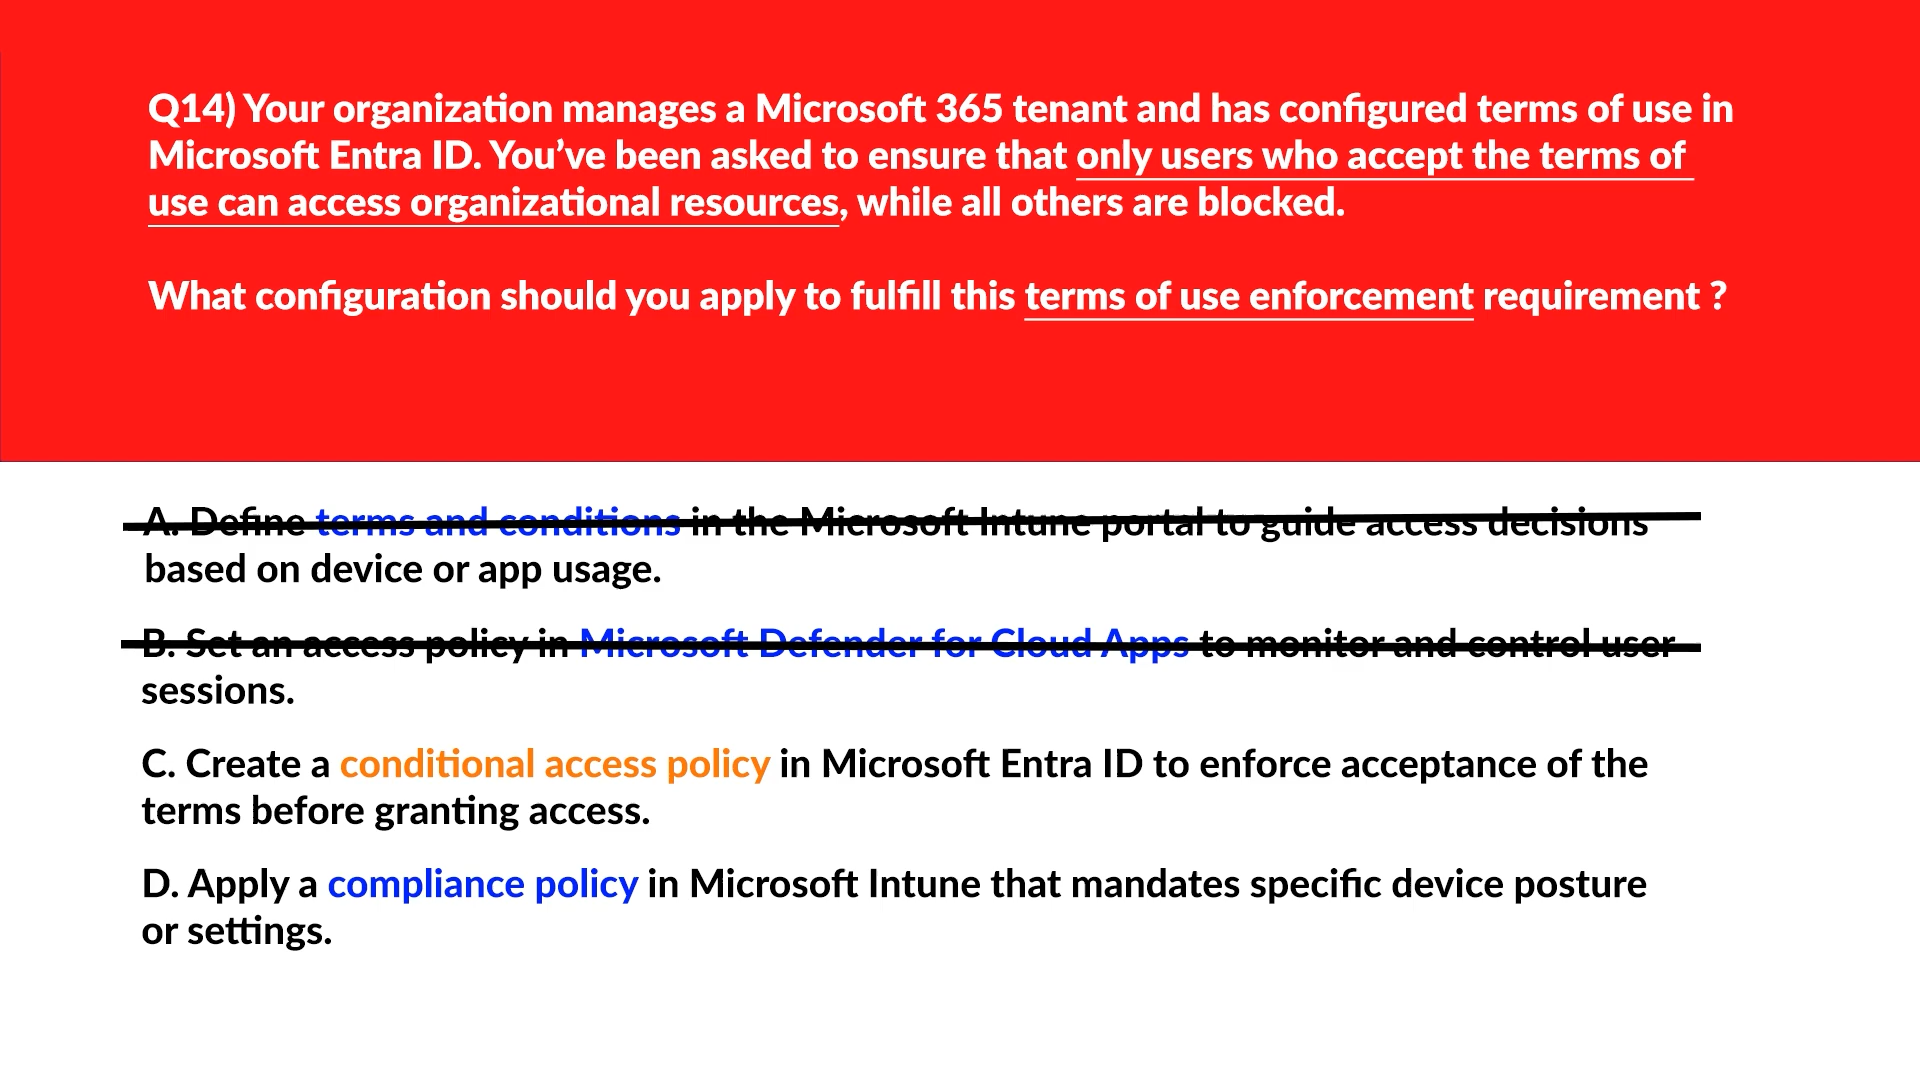 Q14) Your organization manages a Microsoft 365 tenant and has configured terms of use in
Microsoft Entra ID. You’ve been asked to ensure that only users who accept the terms of
use can access organizational resources, while all others are blocked.
What configuration should you apply to fulfill this terms of use enforcement requirement ?
A. Define terms and conditions in the Microsoft Intune portal to guide access decisions
based on device or app usage.
B. Set an access policy in Microsoft Defender for Cloud Apps to monitor and control user
sessions.
C. Create a conditional access policy in Microsoft Entra ID to enforce acceptance of the
terms before granting access.
D. Apply a compliance policy in Microsoft Intune that mandates specific device posture
or settings.